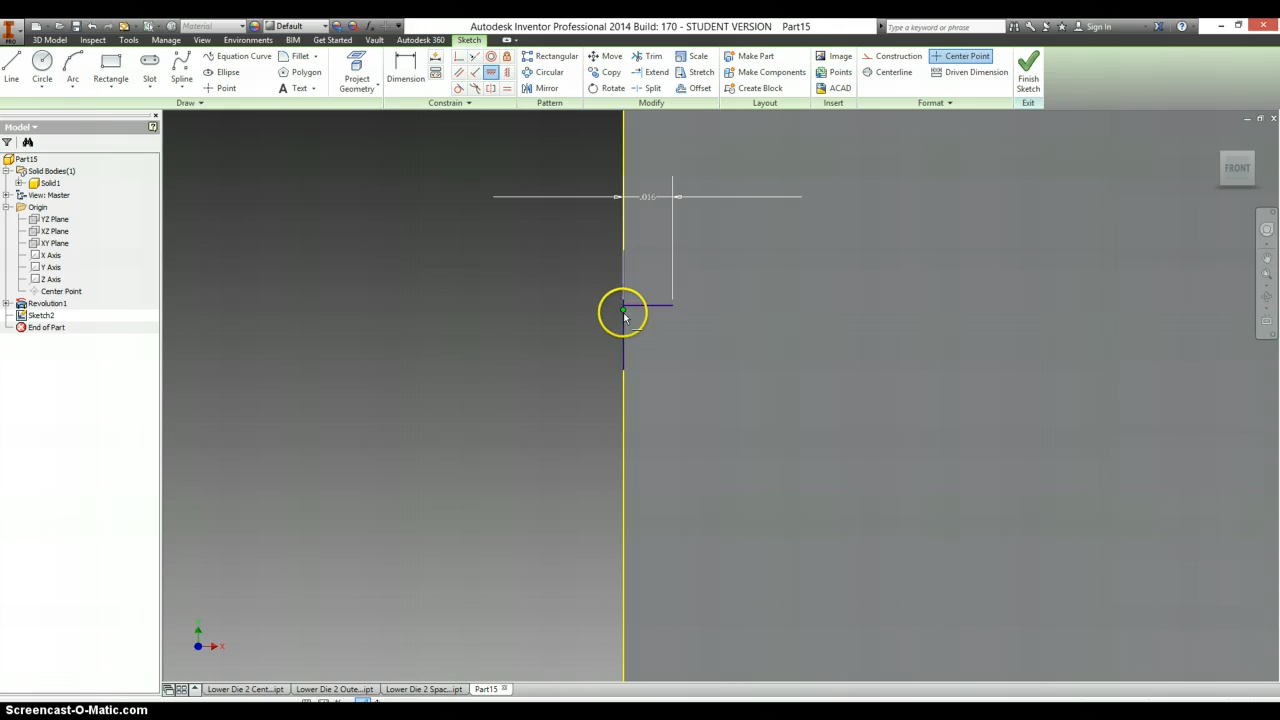 Material
Default
Autodesk Inventor Professional 2014 Build: 170 - STUDENT VERSION Part15
Type a keyword or phrase
Sign In
PRO
3D Model Inspect Tools Manage View Environments BIM Get Started Vault Autodesk 360 Sketch
Line Circle Arc Rectangle Slot Spline
Equation Curve
Ellipse
Point
Fillet
Polygon
Text
Project
Geometry
Dimension
Rectangular
Circular
Mirror
Move
Copy
Rotate
Trim
Extend
Split
Scale
Stretch
Offset
Make Part
Make Components
Create Block
Image
Points
ACAD
Construction
Centerline
Center Point
Driven Dimension
Finish
Sketch
Draw Constrain Pattern Modify Layout Insert Format Exit
Model
Part15
Solid Bodies(1)
Solid1
View: Master
Origin
YZ Plane
XZ Plane
XY Plane
X Axis
Y Axis
Z Axis
Center Point
Revolution1
Sketch2
End of Part
.016
FRONT
X
Lower Die 2 Cent...ipt Lower Die 2 Oute...ipt Lower Die 2 Spac...ipt Part15
Screencast-O-Matic.com